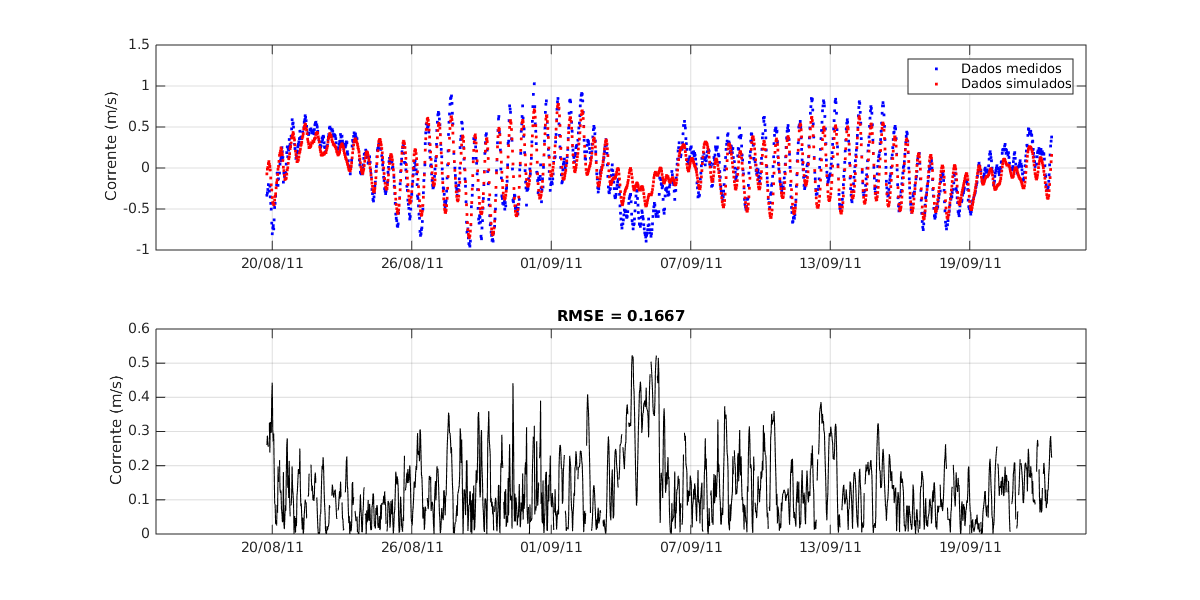 1.5
1
0.5
0
-0.5
-1
Corrente (m/s)
Dados medidos
Dados simulados
20/08/11 26/08/11 01/09/11 07/09/11 13/09/11 19/09/11
RMSE = 0.1667
0.6
0.5
0.4
0.3
0.2
0.1
0
Corrente (m/s)
20/08/11 26/08/11 01/09/11 07/09/11 13/09/11 19/09/11